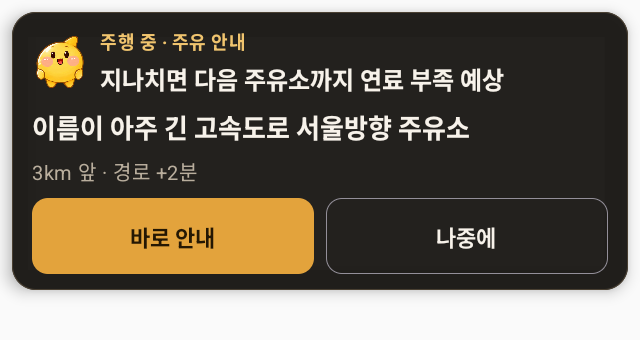 주행 중 · 주유 안내
지나치면 다음 주유소까지 연료 부족 예상
이름이 아주 긴 고속도로 서울방향 주유소
3km 앞 · 경로 +2분
바로 안내
나중에